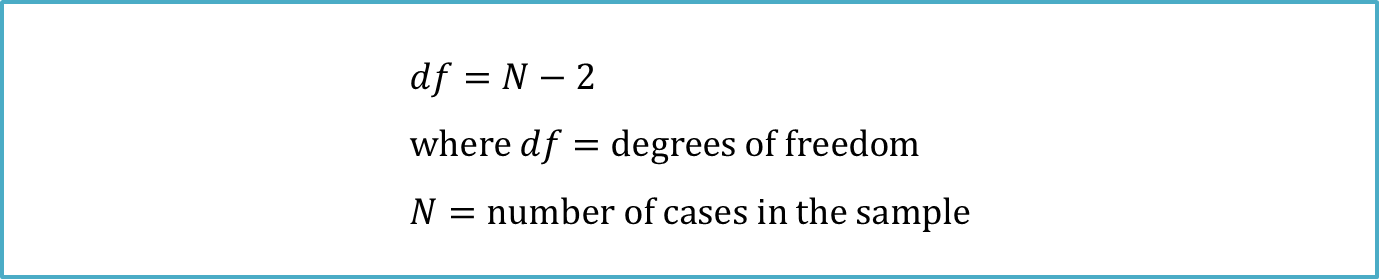 df = N − 2
where df = degrees of freedom
N = number of cases in the sample